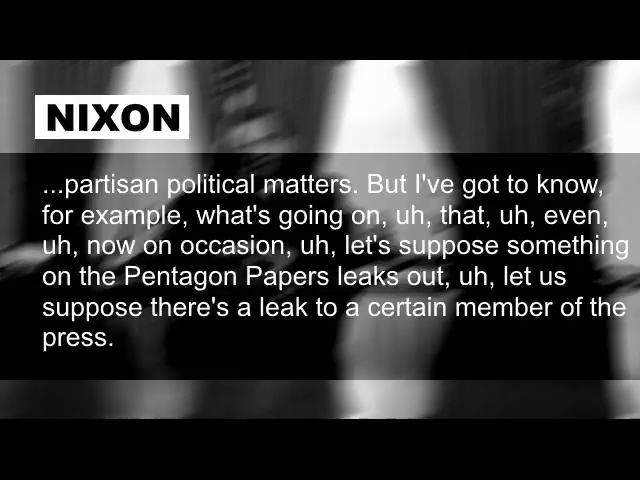 NIXON
...partisan political matters. But I've got to know,
for example, what's going on, uh, that, uh, even,
uh, now on occasion, uh, let's suppose something
on the Pentagon Papers leaks out, uh, let us
suppose there's a leak to a certain member of the
press.